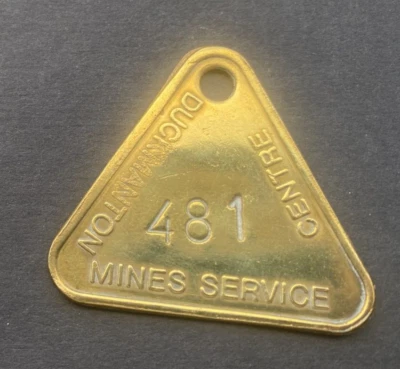 DUCKMANTON
CENTRE
481
MINES SERVICE